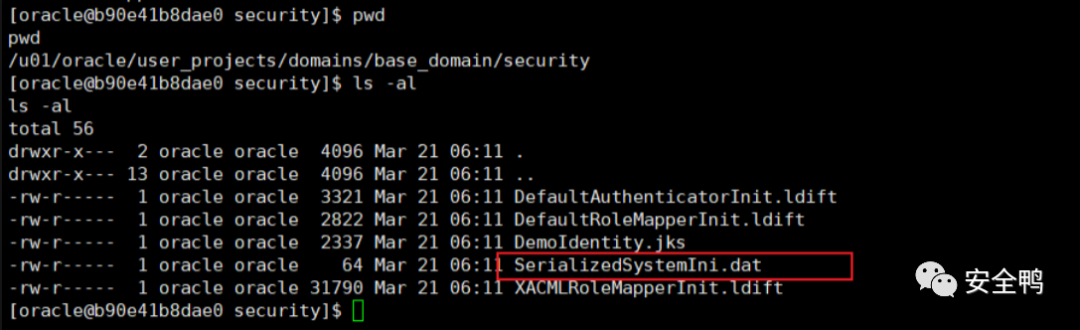 [oracle@b90e41b8dae0 security]$ pwd
pwd
/u01/oracle/user_projects/domains/base_domain/security
[oracle@b90e41b8dae0 security]$ ls -al
ls -al
total 56
drwxr-x---  2 oracle oracle  4096 Mar 21 06:11 .
drwxr-x--- 13 oracle oracle  4096 Mar 21 06:11 ..
-rw-r-----  1 oracle oracle  3321 Mar 21 06:11 DefaultAuthenticatorInit.ldift
-rw-r-----  1 oracle oracle  2822 Mar 21 06:11 DefaultRoleMapperInit.ldift
-rw-r-----  1 oracle oracle  2337 Mar 21 06:11 DemoIdentity.jks
-rw-r-----  1 oracle oracle    64 Mar 21 06:11 SerializedSystemIni.dat
-rw-r-----  1 oracle oracle 31790 Mar 21 06:11 XACMLRoleMapperInit.ldift
[oracle@b90e41b8dae0 security]$
安全鸭